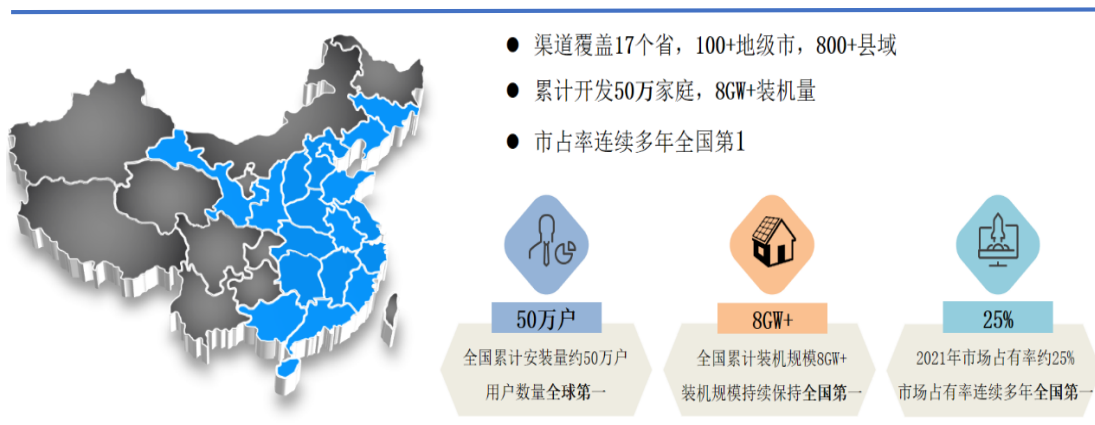 渠道覆盖17个省，100+地级市，800+县域
累计开发50万家庭，8GW+装机量
市占率连续多年全国第1
50万户
全国累计安装量约50万户
用户数量全球第一
8GW+
全国累计装机规模8GW+
装机规模持续保持全国第一
25%
2021年市场占有率约25%
市场占有率连续多年全国第一